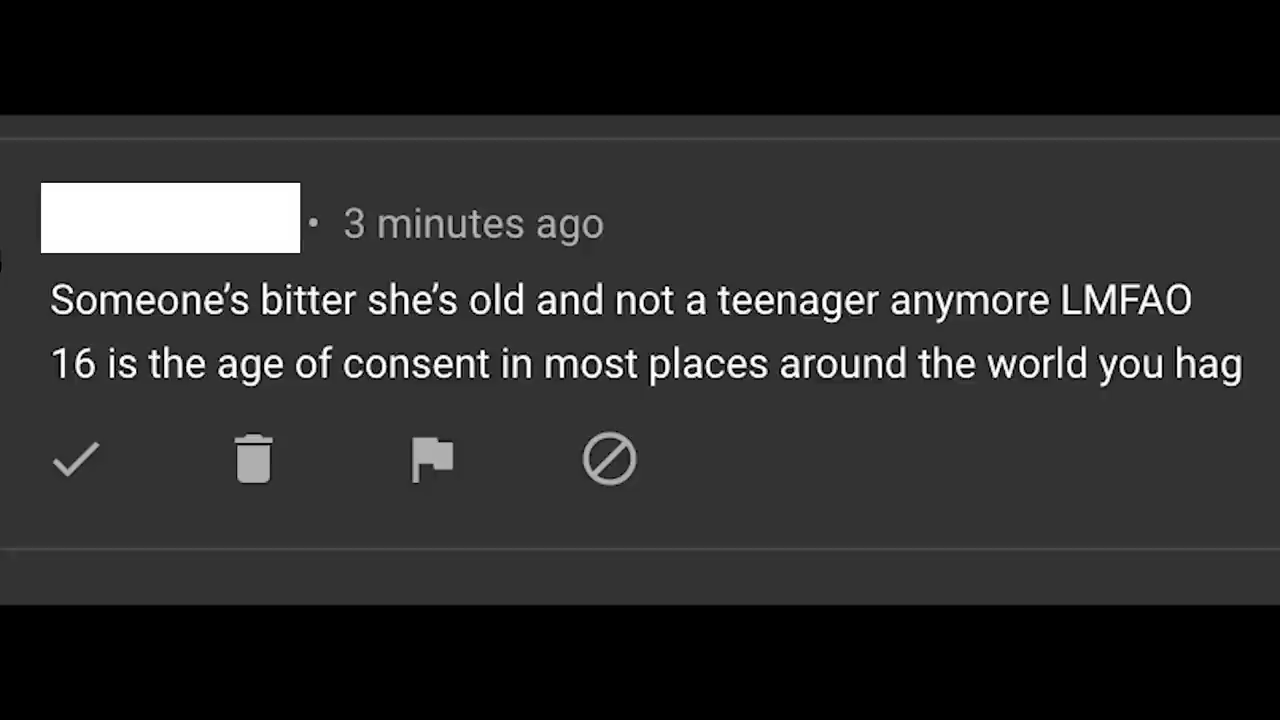 • 3 minutes ago
Someone’s bitter she’s old and not a teenager anymore LMFAO
16 is the age of consent in most places around the world you hag